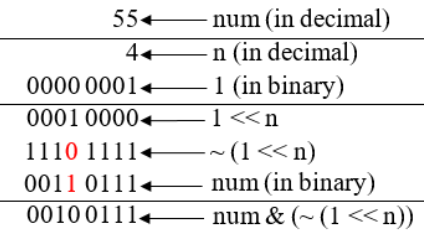 55 ← num (in decimal)
4 ← n (in decimal)
0000 0001 ← 1 (in binary)
0001 0000 ← 1 << n
1110 1111 ← ~ (1 << n)
0011 0111 ← num (in binary)
0010 0111 ← num & (~ (1 << n))